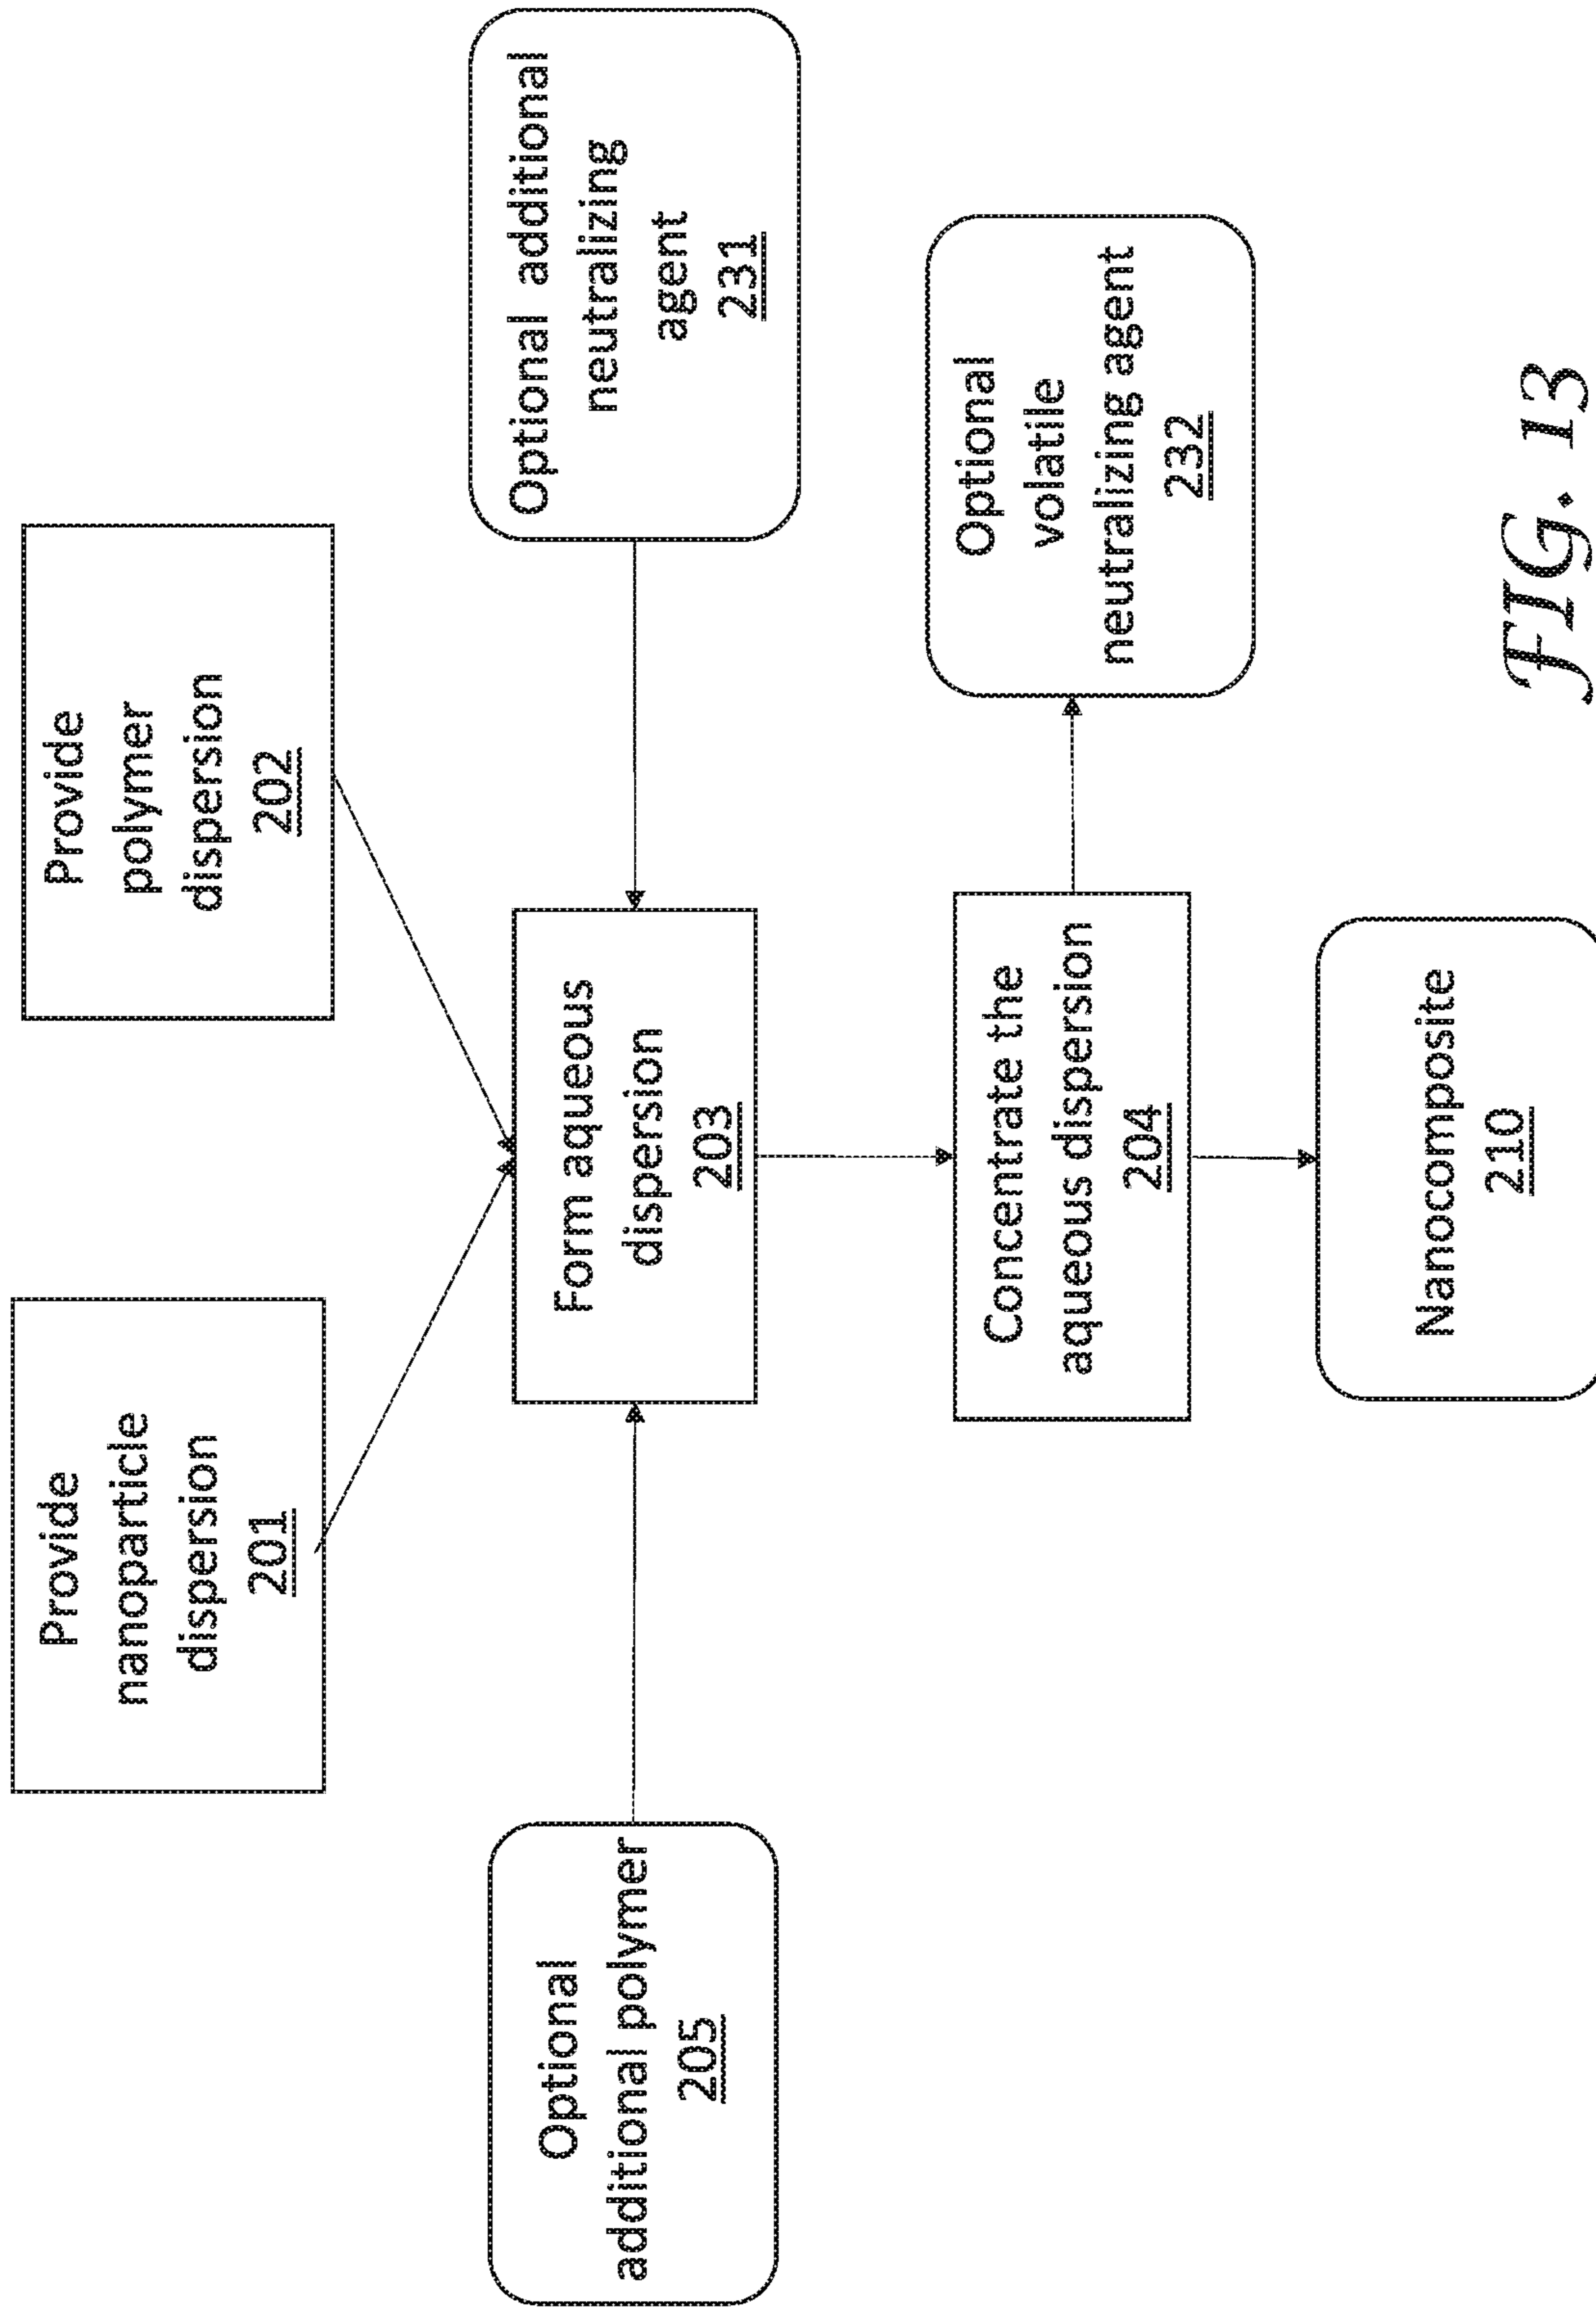 Provide
nanoparticle
dispersion
201
Provide
polymer
dispersion
202
Optional
additional polymer
205
Form aqueous
dispersion
203
Optional additional
neutralizing
agent
231
Concentrate the
aqueous dispersion
204
Optional
volatile
neutralizing agent
232
Nanocomposite
210
FIG. 13